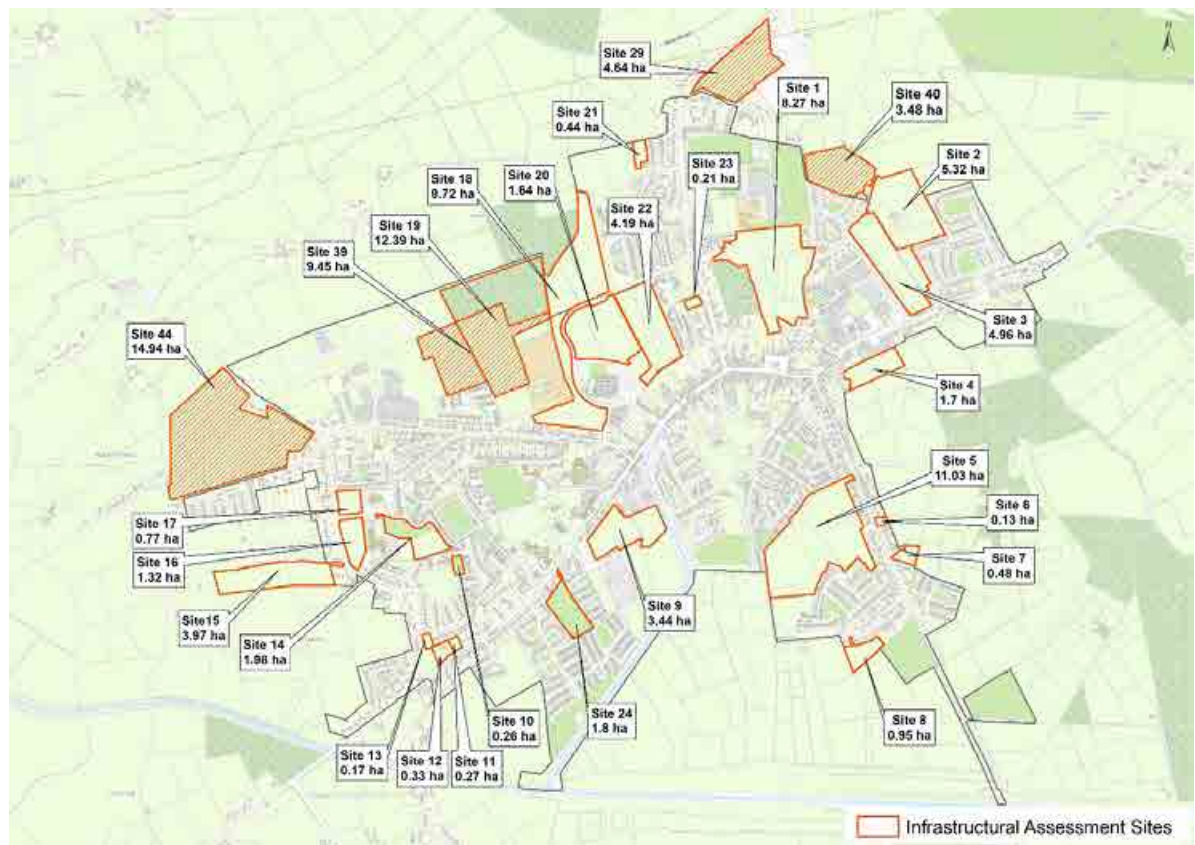 N
Site 29
4.64 ha
Site 1
8.27 ha
Site 40
3.48 ha
Site 21
0.44 ha
Site 2
5.32 ha
Site 23
0.21 ha
Site 20
1.64 ha
Site 18
9.72 ha
Site 22
4.19 ha
Site 19
12.39 ha
Site 39
9.45 ha
Site 3
4.96 ha
Site 44
14.94 ha
Site 4
1.7 ha
Site 5
11.03 ha
Site 6
0.13 ha
Site 17
0.77 ha
Site 16
1.32 ha
Site 7
0.48 ha
Site15
3.97 ha
Site 9
3.44 ha
Site 14
1.98 ha
Site 10
0.26 ha
Site 24
1.8 ha
Site 8
0.95 ha
Site 13
0.17 ha
Site 12
0.33 ha
Site 11
0.27 ha
Infrastructural Assessment Sites